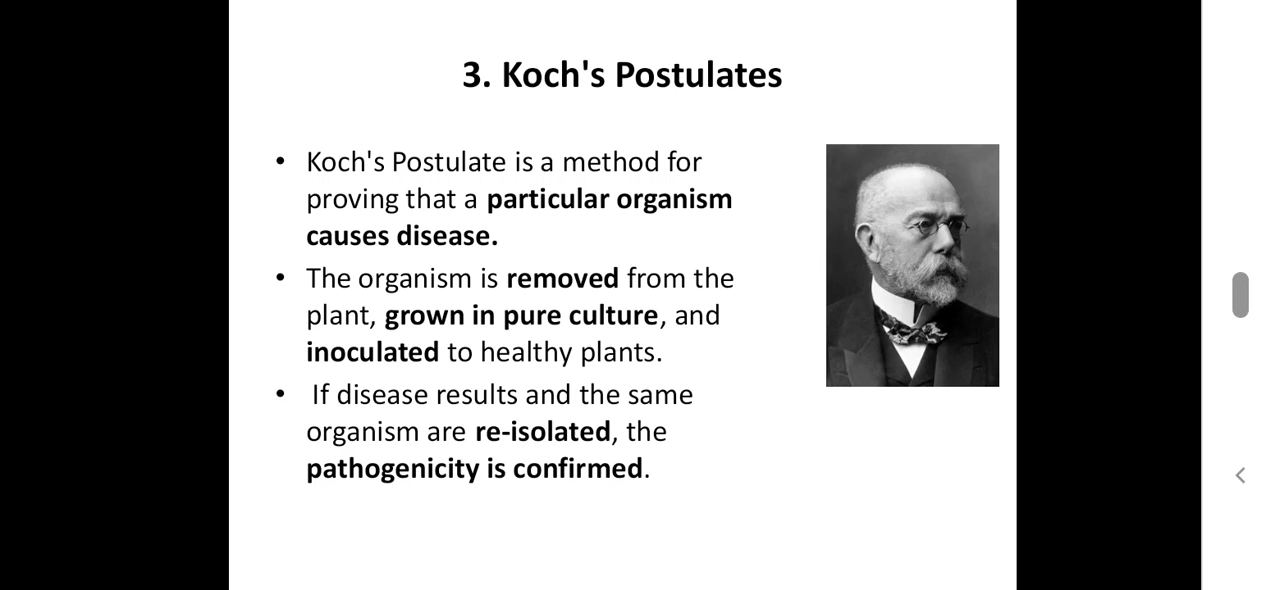 3. Koch's Postulates
• Koch's Postulate is a method for
proving that a particular organism
causes disease.
• The organism is removed from the
plant, grown in pure culture, and
inoculated to healthy plants.
• If disease results and the same
organism are re-isolated, the
pathogenicity is confirmed.